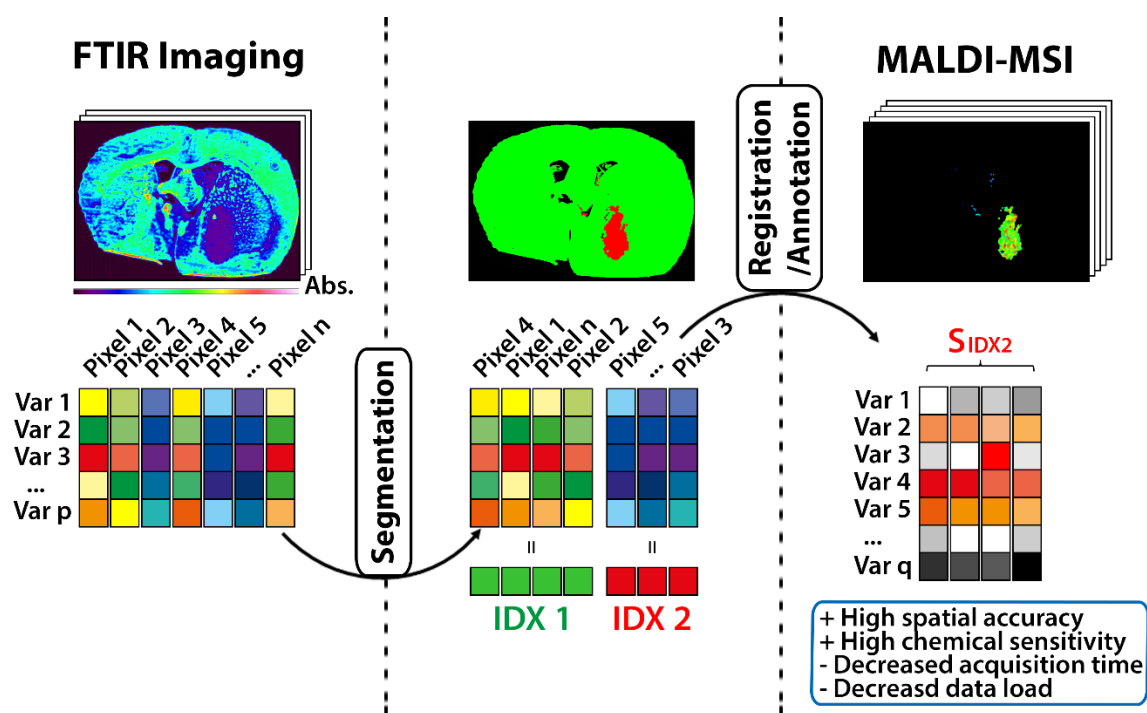 FTIR Imaging
Abs.
Pixel 1
Pixel 2
Pixel 3
Pixel 4
Pixel 5
...
Pixel n
Var 1
Var 2
Var 3
...
Var p
Segmentation
Pixel 4
Pixel 1
Pixel n
Pixel 2
Pixel 5
...
Pixel 3
=
=
IDX 1
IDX 2
Registration
/Annotation
MALDI-MSI
SIDX2
Var 1
Var 2
Var 3
Var 4
Var 5
...
Var q
+ High spatial accuracy
+ High chemical sensitivity
- Decreased acquisition time
- Decreasd data load